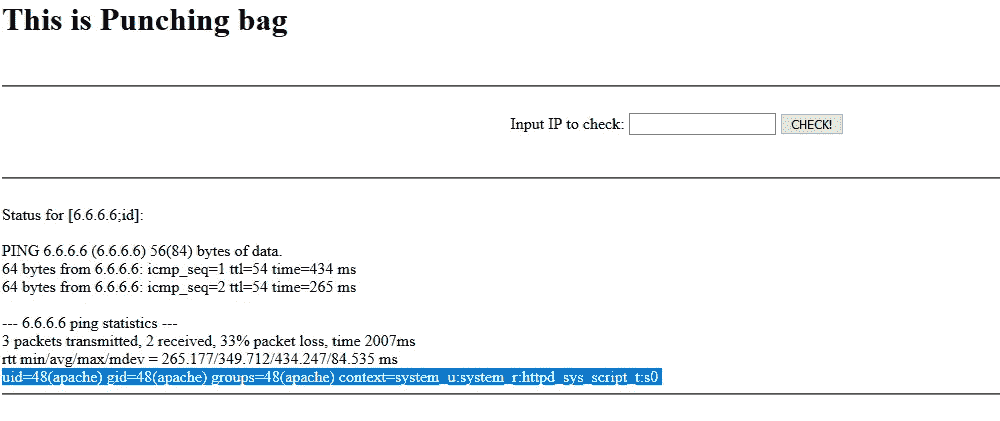 This is Punching bag
Input IP to check: CHECK!
Status for [6.6.6.6;id]:
PING 6.6.6.6 (6.6.6.6) 56(84) bytes of data.
64 bytes from 6.6.6.6: icmp_seq=1 ttl=54 time=434 ms
64 bytes from 6.6.6.6: icmp_seq=2 ttl=54 time=265 ms
--- 6.6.6.6 ping statistics ---
3 packets transmitted, 2 received, 33% packet loss, time 2007ms
rtt min/avg/max/mdev = 265.177/349.712/434.247/84.535 ms
uid=48(apache) gid=48(apache) groups=48(apache) context=system_u:system_r:httpd_sys_script_t:s0